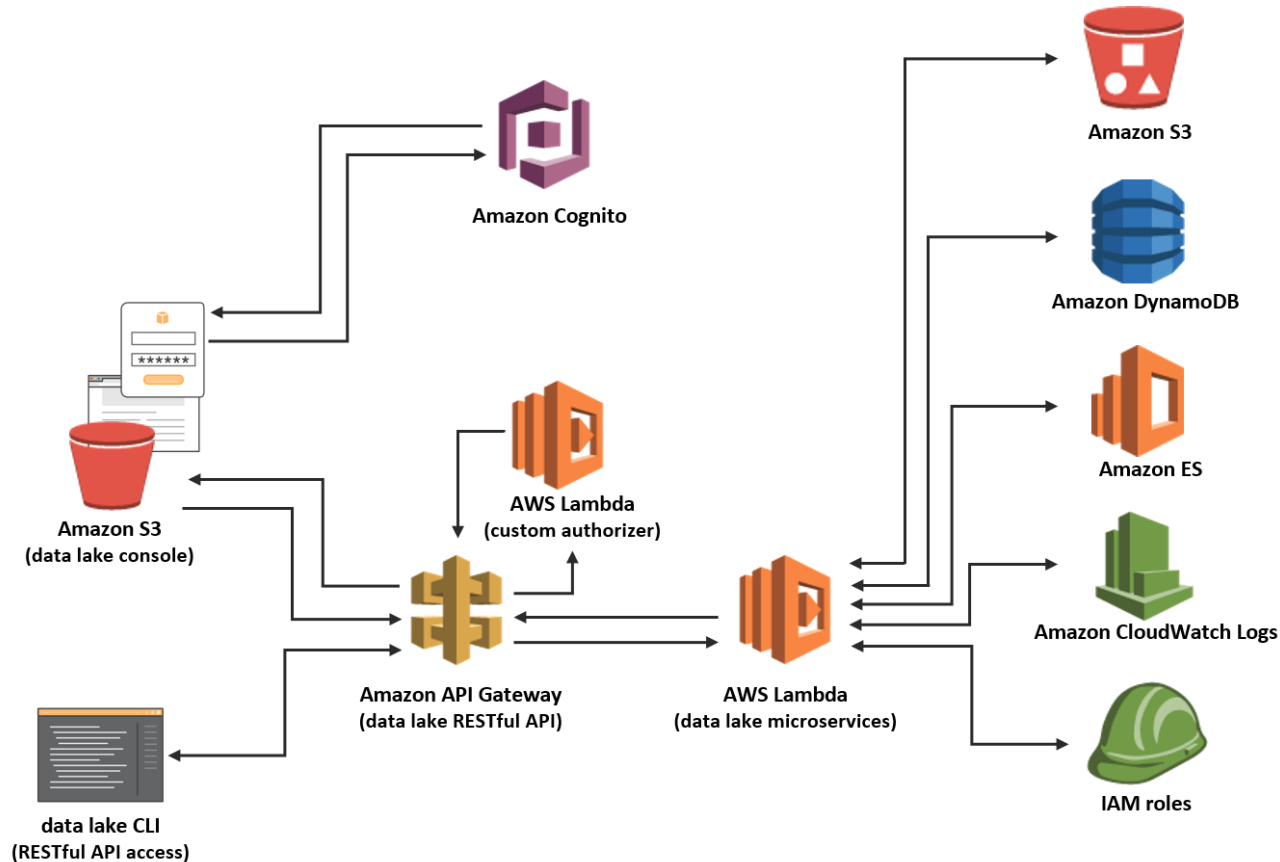 Amazon S3
Amazon Cognito
Amazon DynamoDB
******
Amazon ES
AWS Lambda
(custom authorizer)
Amazon S3
(data lake console)
Amazon CloudWatch Logs
Amazon API Gateway
(data lake RESTful API)
AWS Lambda
(data lake microservices)
IAM roles
data lake CLI
(RESTful API access)